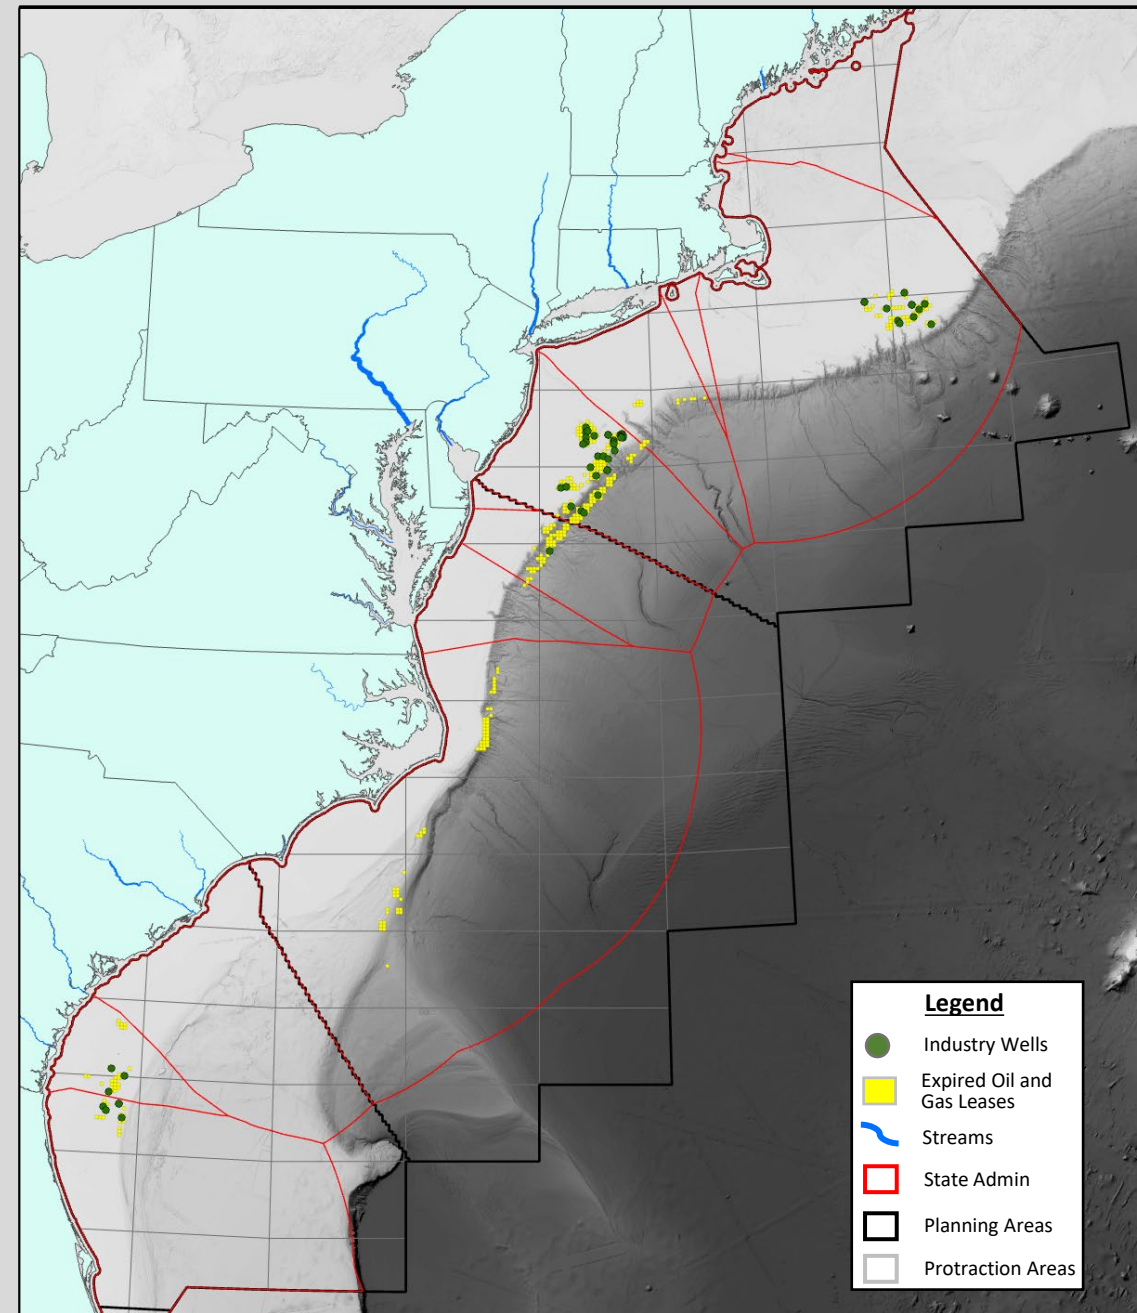 Legend
Industry Wells
Expired Oil and
Gas Leases
Streams
State Admin
Planning Areas
Protraction Areas